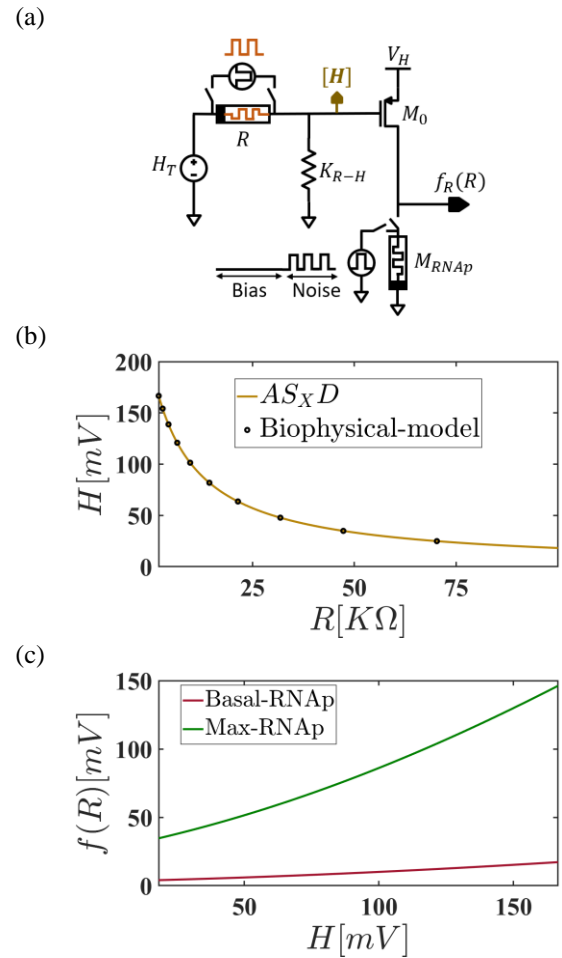 (a)
V_H
[H]
M_0
R
H_T
K_{R-H}
f_R(R)
M_{RNAp}
Bias
Noise
(b)
200
150
100
50
0
H[mV]
AS_XD
Biophysical-model
25
50
75
R[KΩ]
(c)
150
100
50
0
f(R)[mV]
Basal-RNAp
Max-RNAp
50
100
150
H[mV]